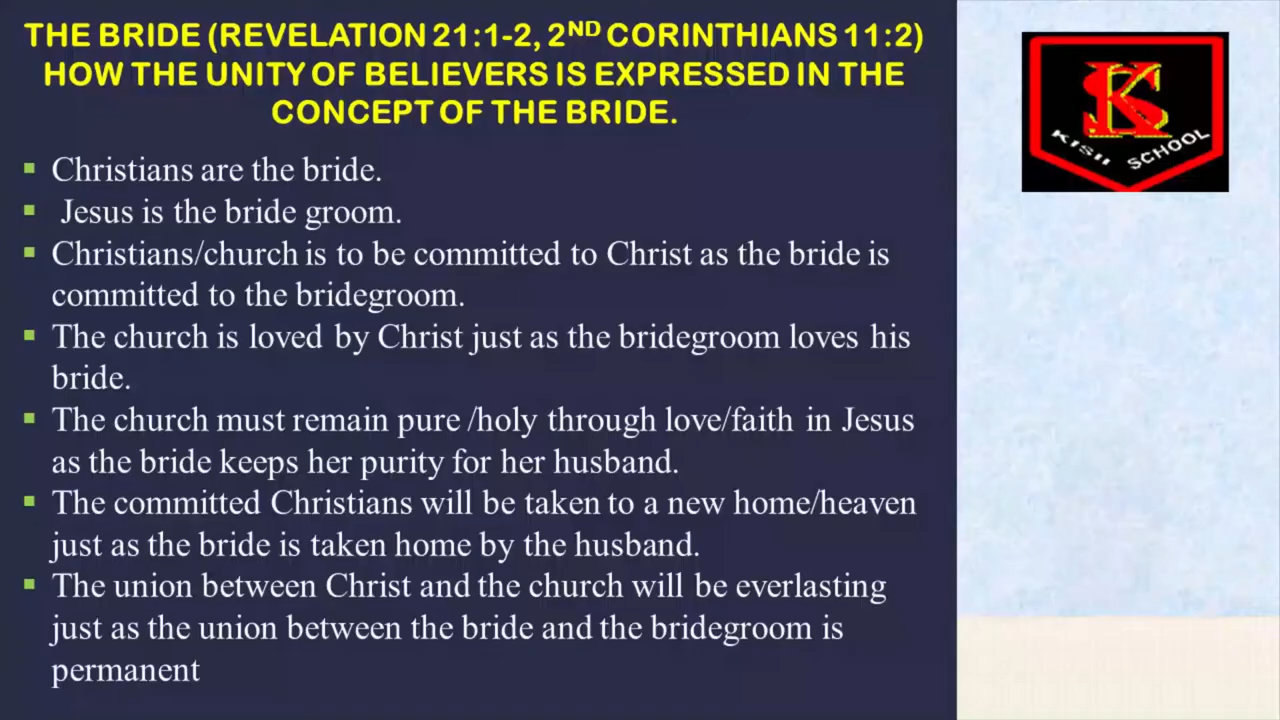 THE BRIDE (REVELATION 21:1-2, 2ND CORINTHIANS 11:2)
HOW THE UNITY OF BELIEVERS IS EXPRESSED IN THE
CONCEPT OF THE BRIDE.
▪ Christians are the bride.
▪ Jesus is the bride groom.
▪ Christians/church is to be committed to Christ as the bride is
committed to the bridegroom.
▪ The church is loved by Christ just as the bridegroom loves his
bride.
▪ The church must remain pure /holy through love/faith in Jesus
as the bride keeps her purity for her husband.
▪ The committed Christians will be taken to a new home/heaven
just as the bride is taken home by the husband.
▪ The union between Christ and the church will be everlasting
just as the union between the bride and the bridegroom is
permanent
KS
KISII SCHOOL